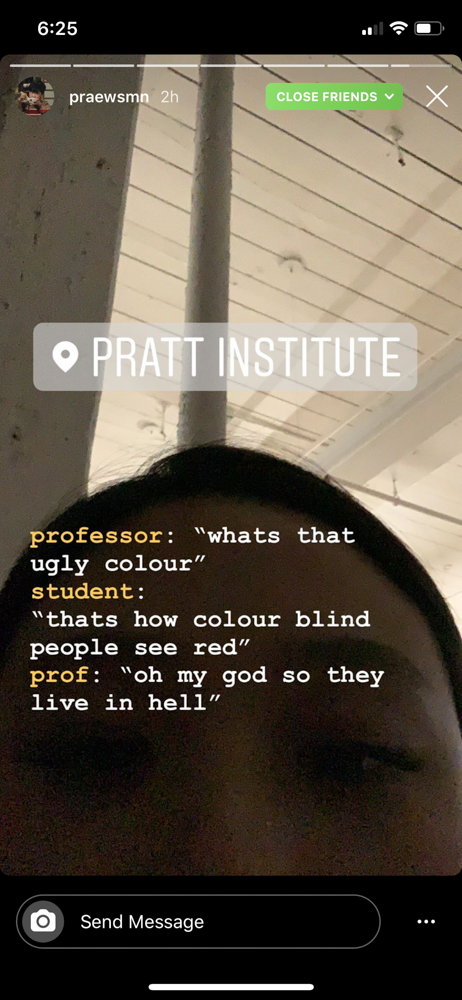 6:25
praewsmn 2h CLOSE FRIENDS
PRATT INSTITUTE
professor: “whats that
ugly colour”
student:
“thats how colour blind
people see red”
prof: “oh my god so they
live in hell”
Send Message